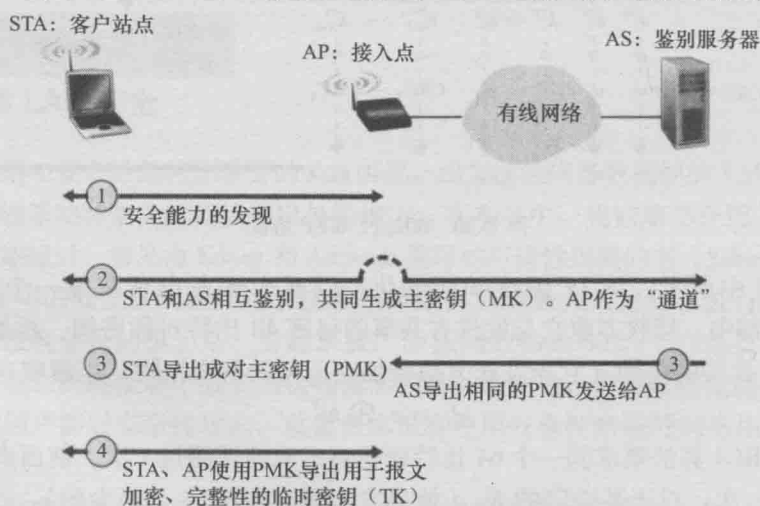 STA：客户站点
AP：接入点
AS：鉴别服务器
有线网络
1
安全能力的发现
2
STA和AS相互鉴别，共同生成主密钥（MK）。AP作为“通道”
3 STA导出成对主密钥（PMK）
3
AS导出相同的PMK发送给AP
4
STA、AP使用PMK导出用于报文
加密、完整性的临时密钥（TK）